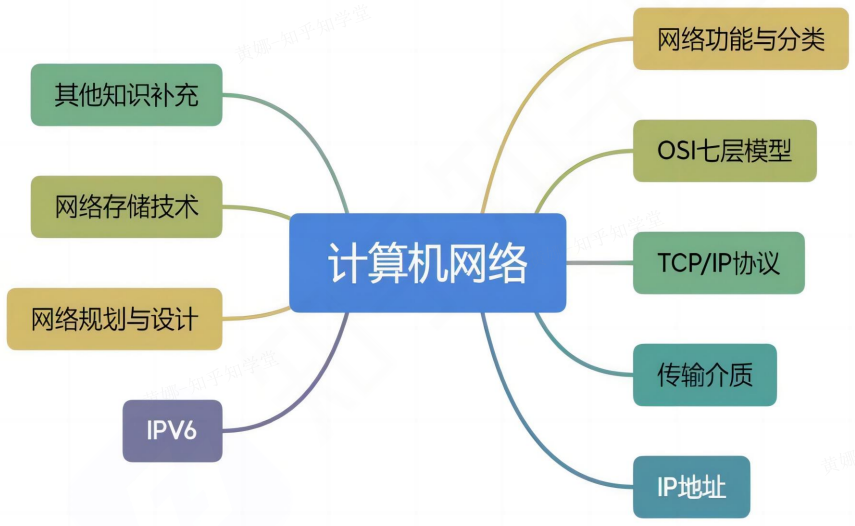 计算机网络
网络功能与分类
OSI七层模型
TCP/IP协议
传输介质
IP地址
其他知识补充
网络存储技术
网络规划与设计
IPV6